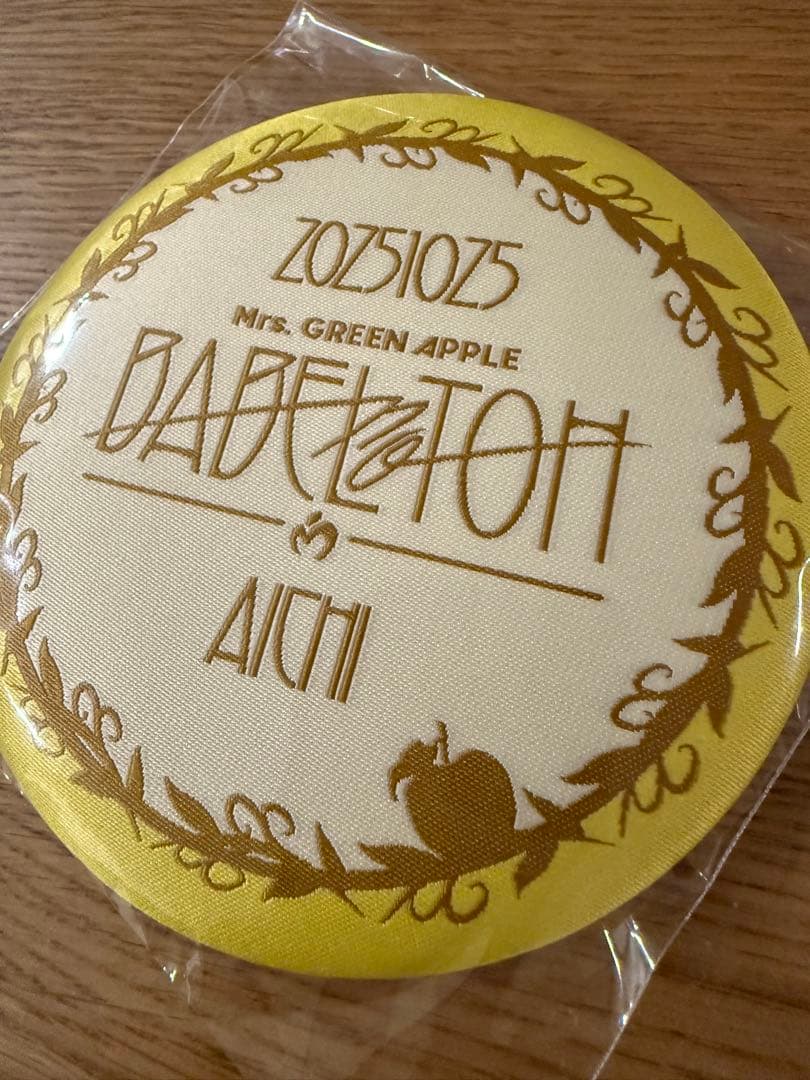 20251025
Mrs. GREEN APPLE
BABEL no TOH
AICHI